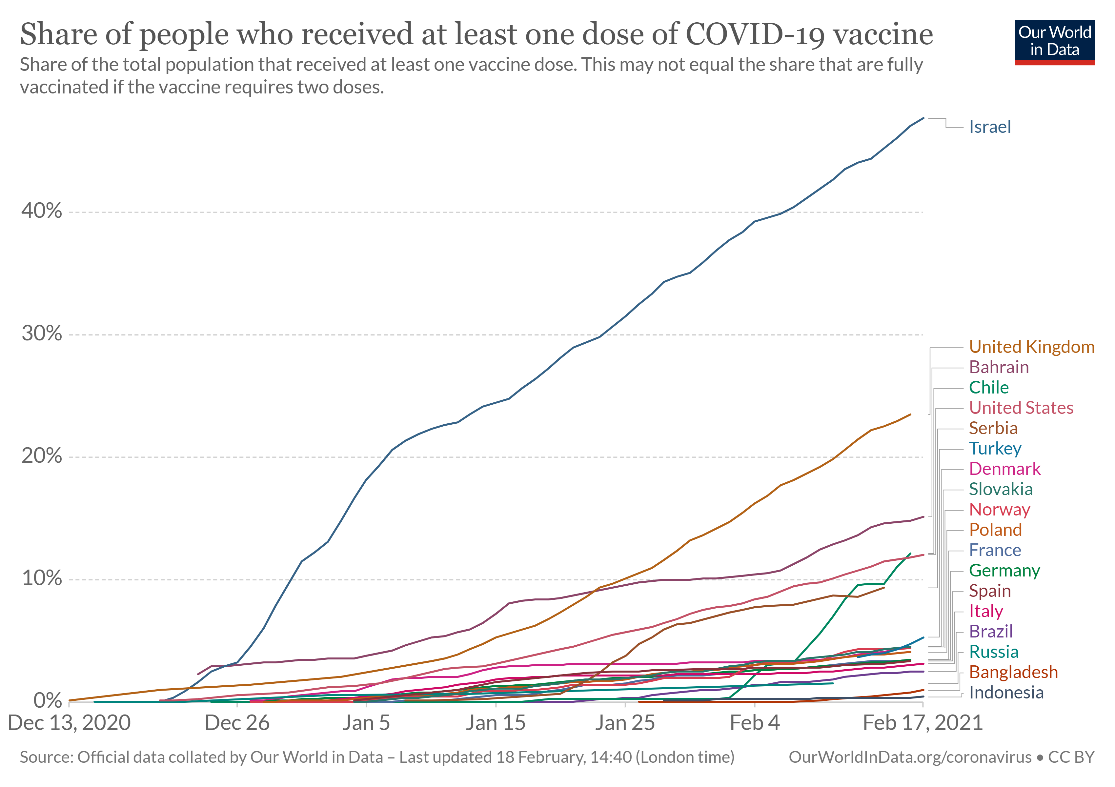 Share of people who received at least one dose of COVID-19 vaccine
Our World
in Data
Share of the total population that received at least one vaccine dose. This may not equal the share that are fully
vaccinated if the vaccine requires two doses.
Israel
40%
30%
United Kingdom
Bahrain
Chile
United States
Serbia
20%
Turkey
Denmark
Slovakia
Norway
Poland
France
10%
Germany
Spain
Italy
Brazil
Russia
Bangladesh
Indonesia
0%
Dec 13, 2020
Dec 26
Jan 5
Jan 15
Jan 25
Feb 4
Feb 17, 2021
Source: Official data collated by Our World in Data – Last updated 18 February, 14:40 (London time)
OurWorldInData.org/coronavirus • CC BY